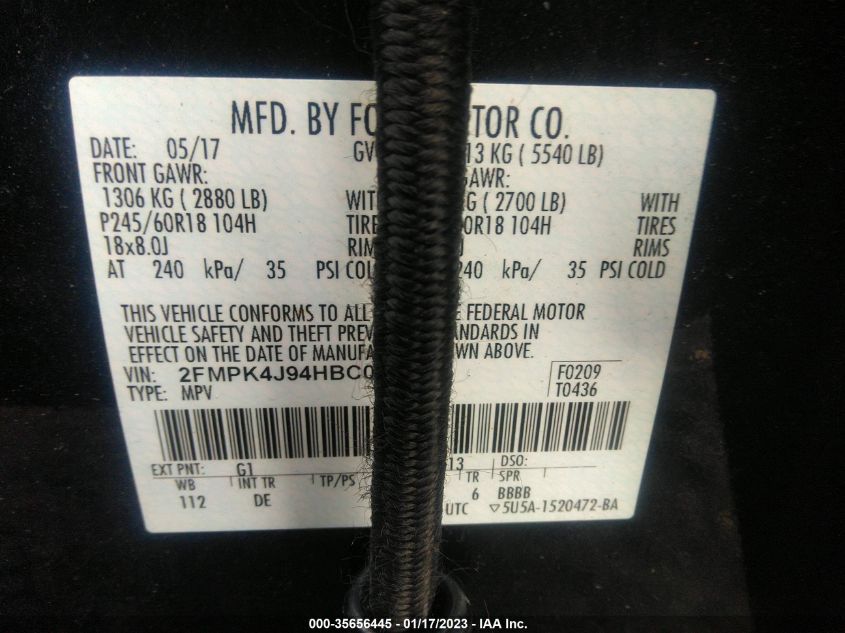 MFD. BY FO TOR CO.
DATE: 05/17 GV 13 KG ( 5540 LB)
FRONT GAWR: GAWR:
1306 KG ( 2880 LB) WITH G ( 2700 LB) WITH
P245/60R18 104H TIRE 0R18 104H TIRES
18x8.0J RIM J RIMS
AT 240 kPa/ 35 PSI COL 240 kPa/ 35 PSI COLD
THIS VEHICLE CONFORMS TO ALL E FEDERAL MOTOR
VEHICLE SAFETY AND THEFT PREV ANDARDS IN
EFFECT ON THE DATE OF MANUFA WN ABOVE.
VIN: 2FMPK4J94HBC0 F0209
TYPE: MPV T0436
EXT PNT: G1 13 DSO:
WB INT TR TP/PS TR SPR
112 DE 6 BBBB
UTC ▽5U5A-1520472-BA
000-35656445 - 01/17/2023 - IAA Inc.